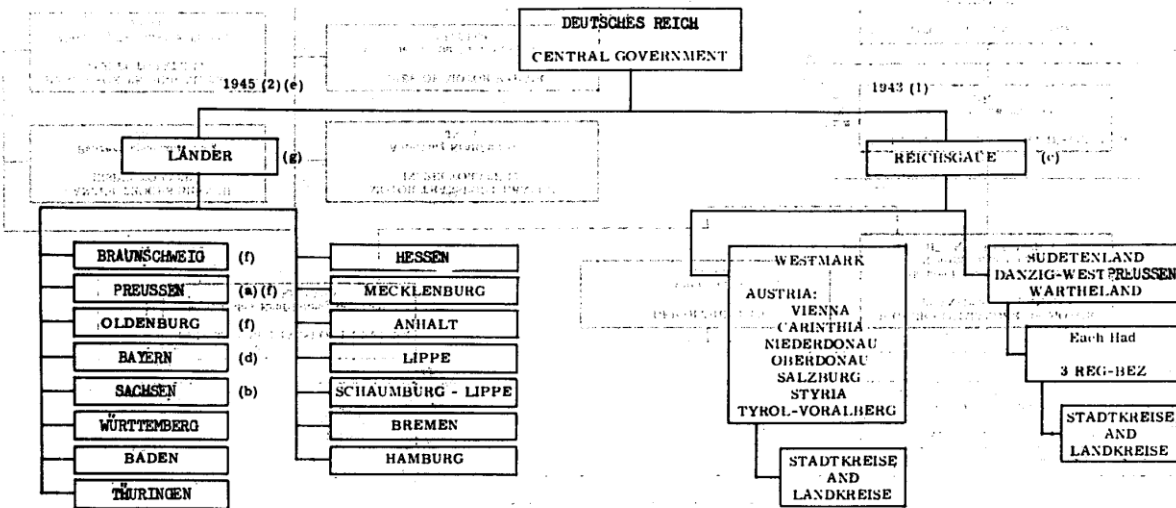 DEUTSCHES REICH
CENTRAL GOVERNMENT
1945 (2) (e)
1943 (1)
LÄNDER (g)
REICHSGAUE (c)
BRAUNSCHWEIG (f)
PREUSSEN (a) (f)
OLDENBURG (f)
BAYERN (d)
SACHSEN (b)
WÜRTTEMBERG
BADEN
THÜRINGEN
HESSEN
MECKLENBURG
ANHALT
LIPPE
SCHAUMBURG - LIPPE
BREMEN
HAMBURG
WESTMARK
AUSTRIA:
VIENNA
CARINTHIA
NIEDERDONAU
OBERDONAU
SALZBURG
STYRIA
TYROL-VORALBERG
STADTKREISE
AND
LANDKREISE
SUDETENLAND
DANZIG-WEST PREUSSEN
WARTHELAND
Each Had
3 REG-BEZ
STADTKREISE
AND
LANDKREISE